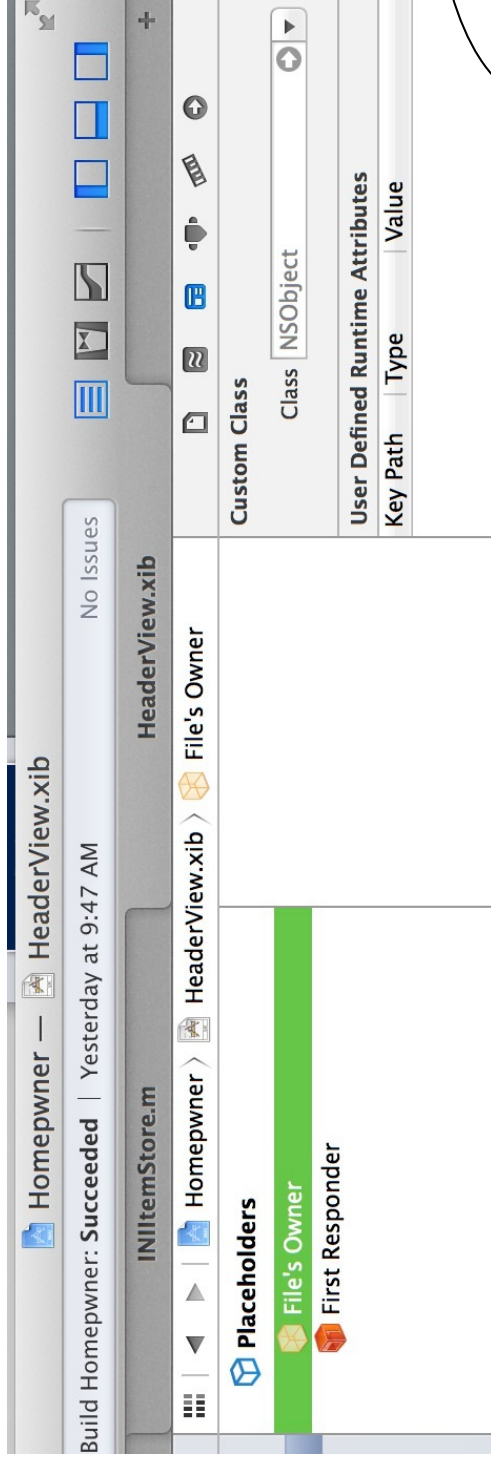 Homepwner — HeaderView.xib
Build Homepwner: Succeeded | Yesterday at 9:47 AM
No Issues
INIItemStore.m
HeaderView.xib
+
Homepwner
HeaderView.xib
File's Owner
Placeholders
File's Owner
First Responder
Custom Class
Class NSObject
User Defined Runtime Attributes
Key Path Type Value